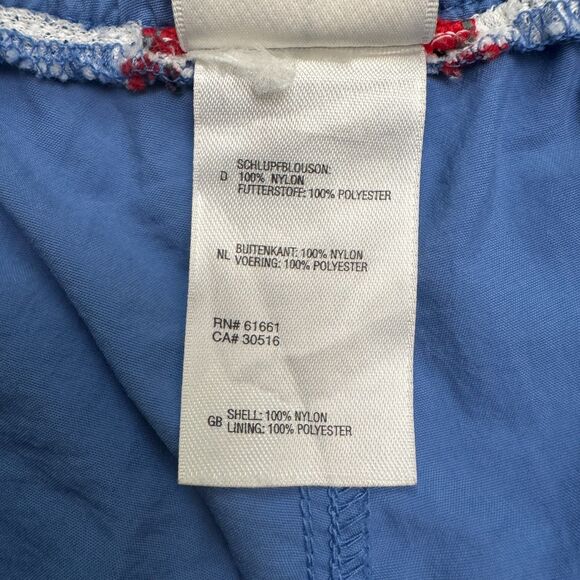 SCHLUPFBLOUSON:
D 100% NYLON
FUTTERSTOFF: 100% POLYESTER
NL BUITENKANT: 100% NYLON
VOERING: 100% POLYESTER
RN# 61661
CA# 30516
GB SHELL: 100% NYLON
LINING: 100% POLYESTER